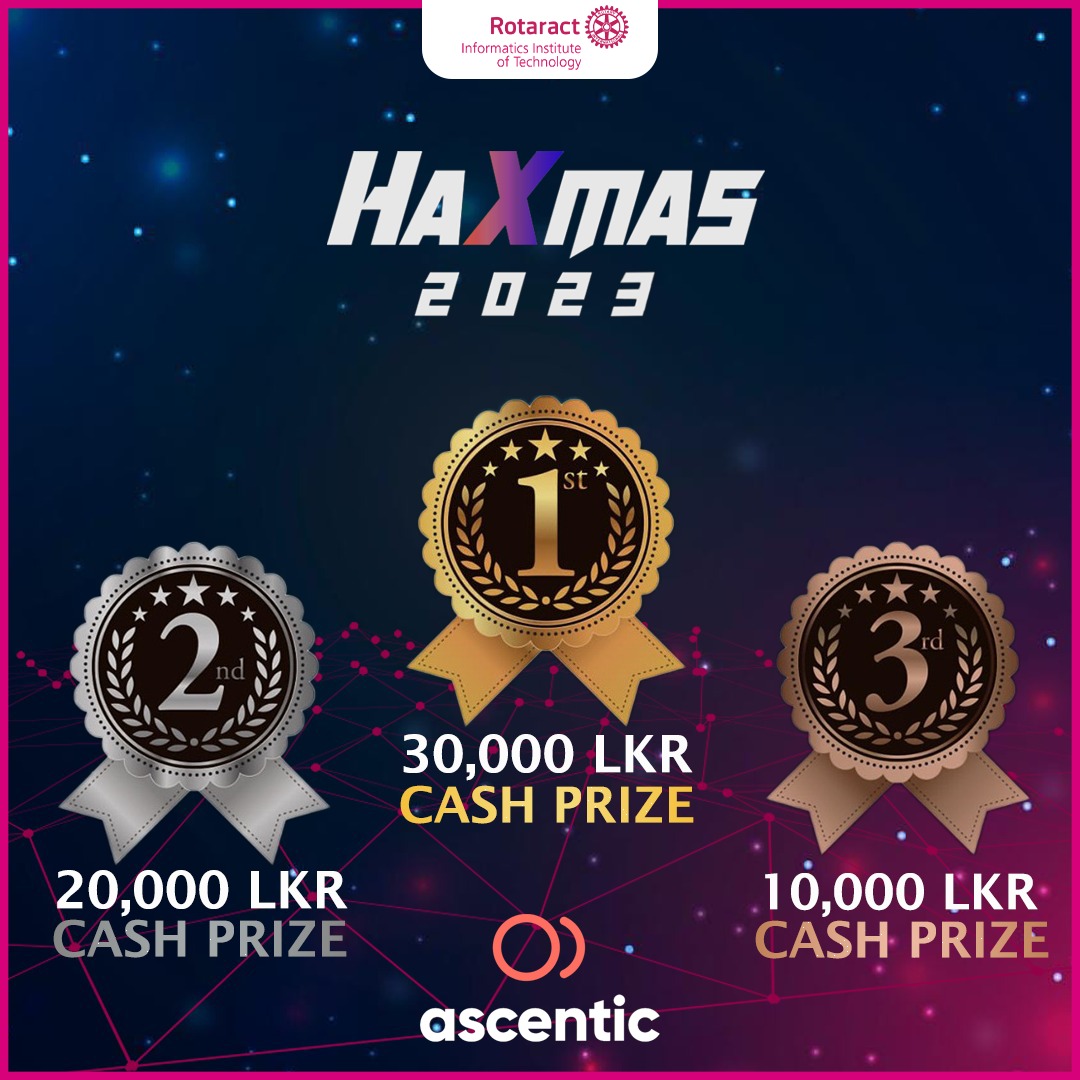 Rotaract
Informatics Institute
of Technology
HaXmas
2023
1st
2nd
3rd
30,000 LKR
CASH PRIZE
20,000 LKR
CASH PRIZE
10,000 LKR
CASH PRIZE
ascentic